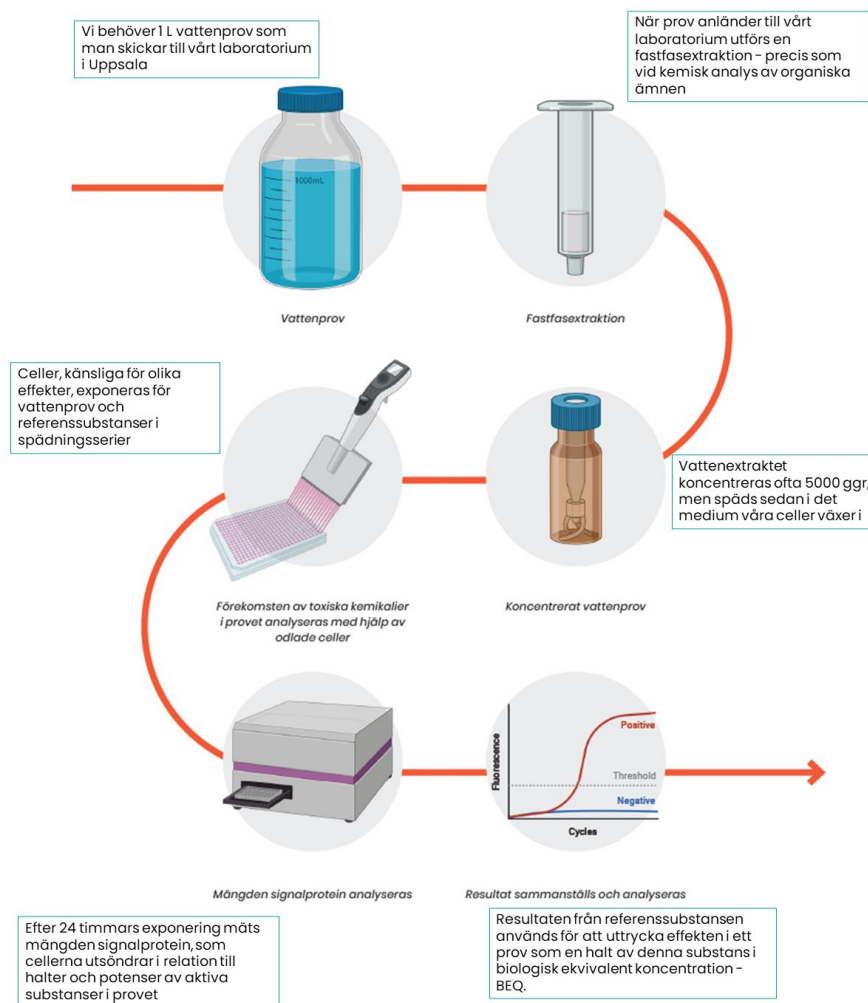 Vi behöver 1 L vattenprov som
man skickar till vårt laboratorium
i Uppsala
När prov anländer till vårt
laboratorium utförs en
fastfasextraktion - precis som
vid kemisk analys av organiska
ämnen
1000mL
Vattenprov
Fastfasextraktion
Celler, känsliga för olika
effekter, exponeras för
vattenprov och
referenssubstanser i
spädningsserier
Vattenextraktet
koncentreras ofta 5000 ggr,
men späds sedan i det
medium våra celler växer i
Förekomsten av toxiska kemikalier
i provet analyseras med hjälp av
odlade celler
Koncentrerat vattenprov
Fluorescence
Positive
Threshold
Negative
Cycles
Mängden signalprotein analyseras
Resultat sammanställs och analyseras
Efter 24 timmars exponering mäts
mängden signalprotein, som
cellerna utsöndrar i relation till
halter och potenser av aktiva
substanser i provet
Resultaten från referenssubstansen
används för att uttrycka effekten i ett
prov som en halt av denna substans i
biologisk ekvivalent koncentration -
BEQ.